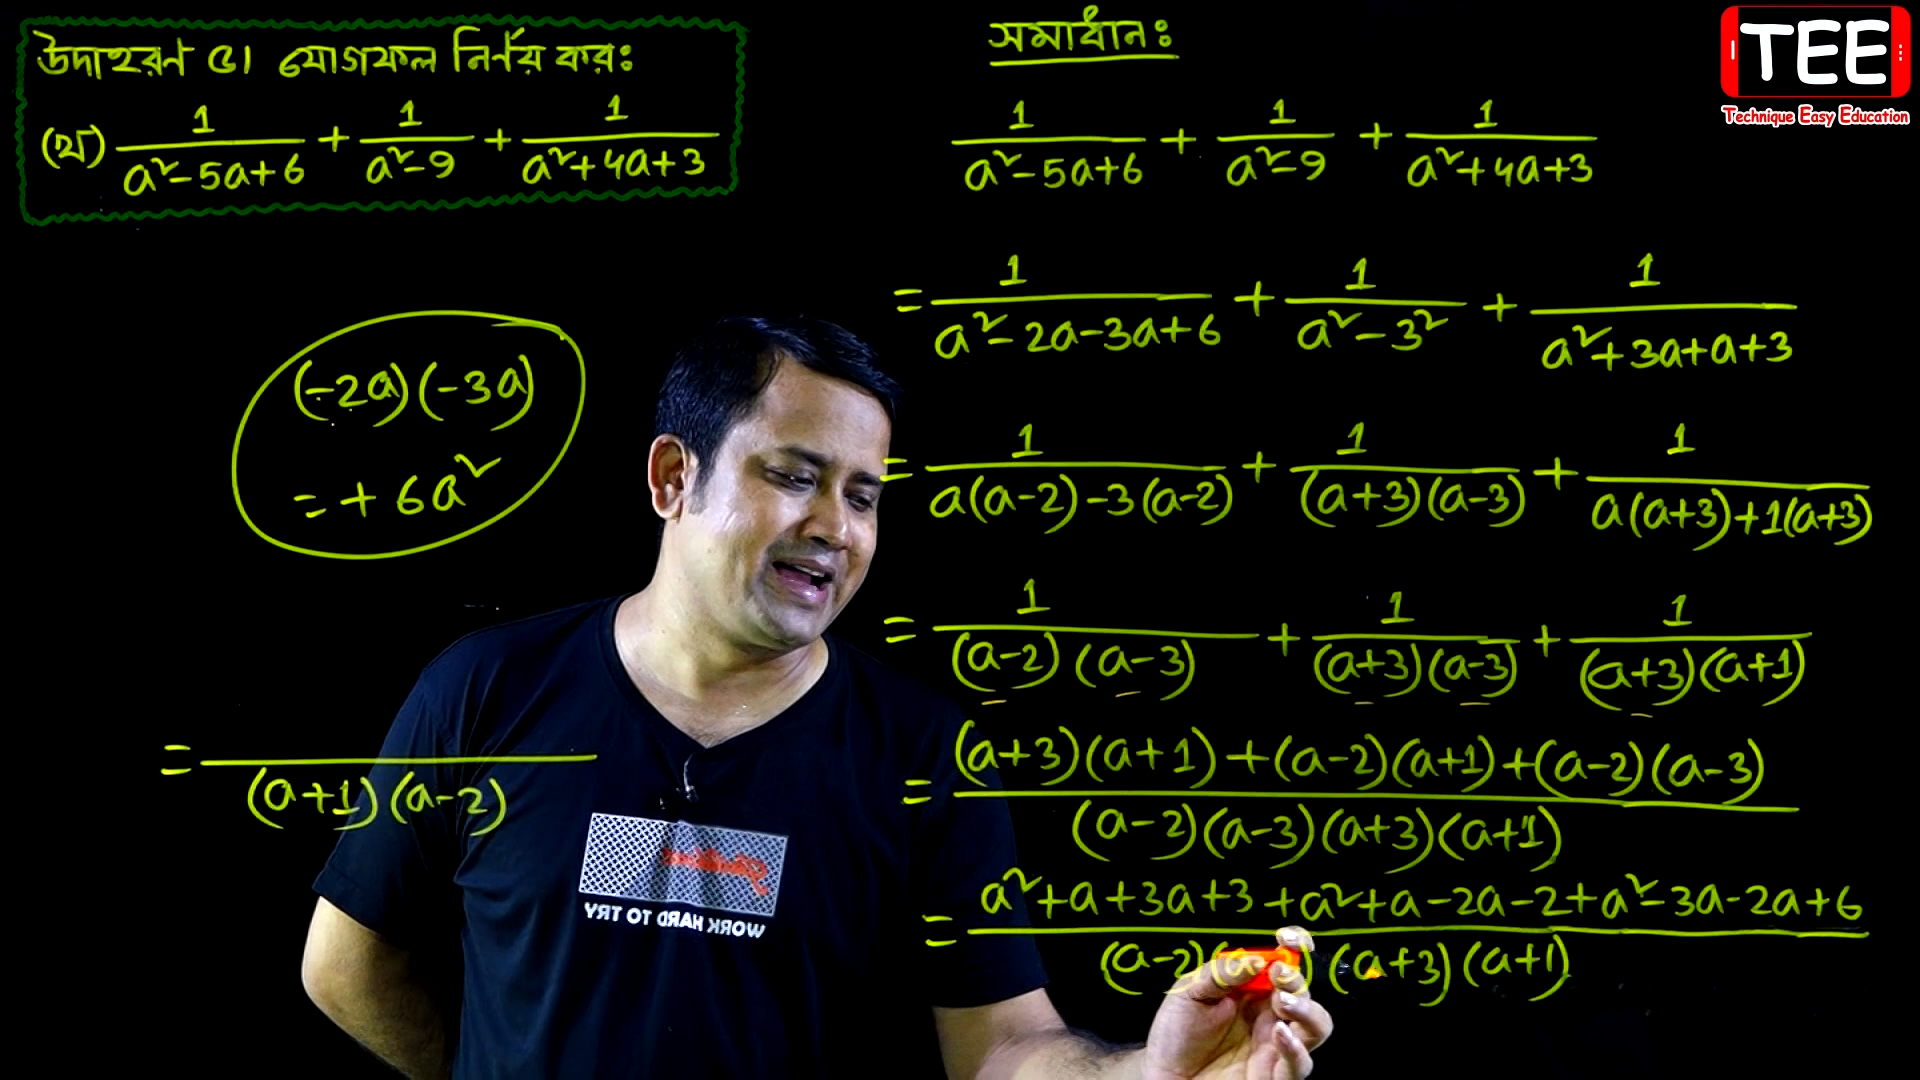 উদাহরণ ৫। যোগফল নির্ণয় করঃ
(খ) 1/(a²-5a+6) + 1/(a²-9) + 1/(a²+4a+3)
সমাধানঃ
1/(a²-5a+6) + 1/(a²-9) + 1/(a²+4a+3)
= 1/(a²-2a-3a+6) + 1/(a²-3²) + 1/(a²+3a+a+3)
= 1/(a(a-2)-3(a-2)) + 1/((a+3)(a-3)) + 1/(a(a+3)+1(a+3))
= 1/((a-2)(a-3)) + 1/((a+3)(a-3)) + 1/((a+3)(a+1))
= ((a+3)(a+1)+(a-2)(a+1)+(a-2)(a-3))/((a-2)(a-3)(a+3)(a+1))
= (a²+a+3a+3+a²+a-2a-2+a²-3a-2a+6)/((a-2)(a-3)(a+3)(a+1))
(-2a)(-3a)
= +6a²
= /((a+1)(a-2))
TEE
Technique Easy Education
WORK HARD TO TRY